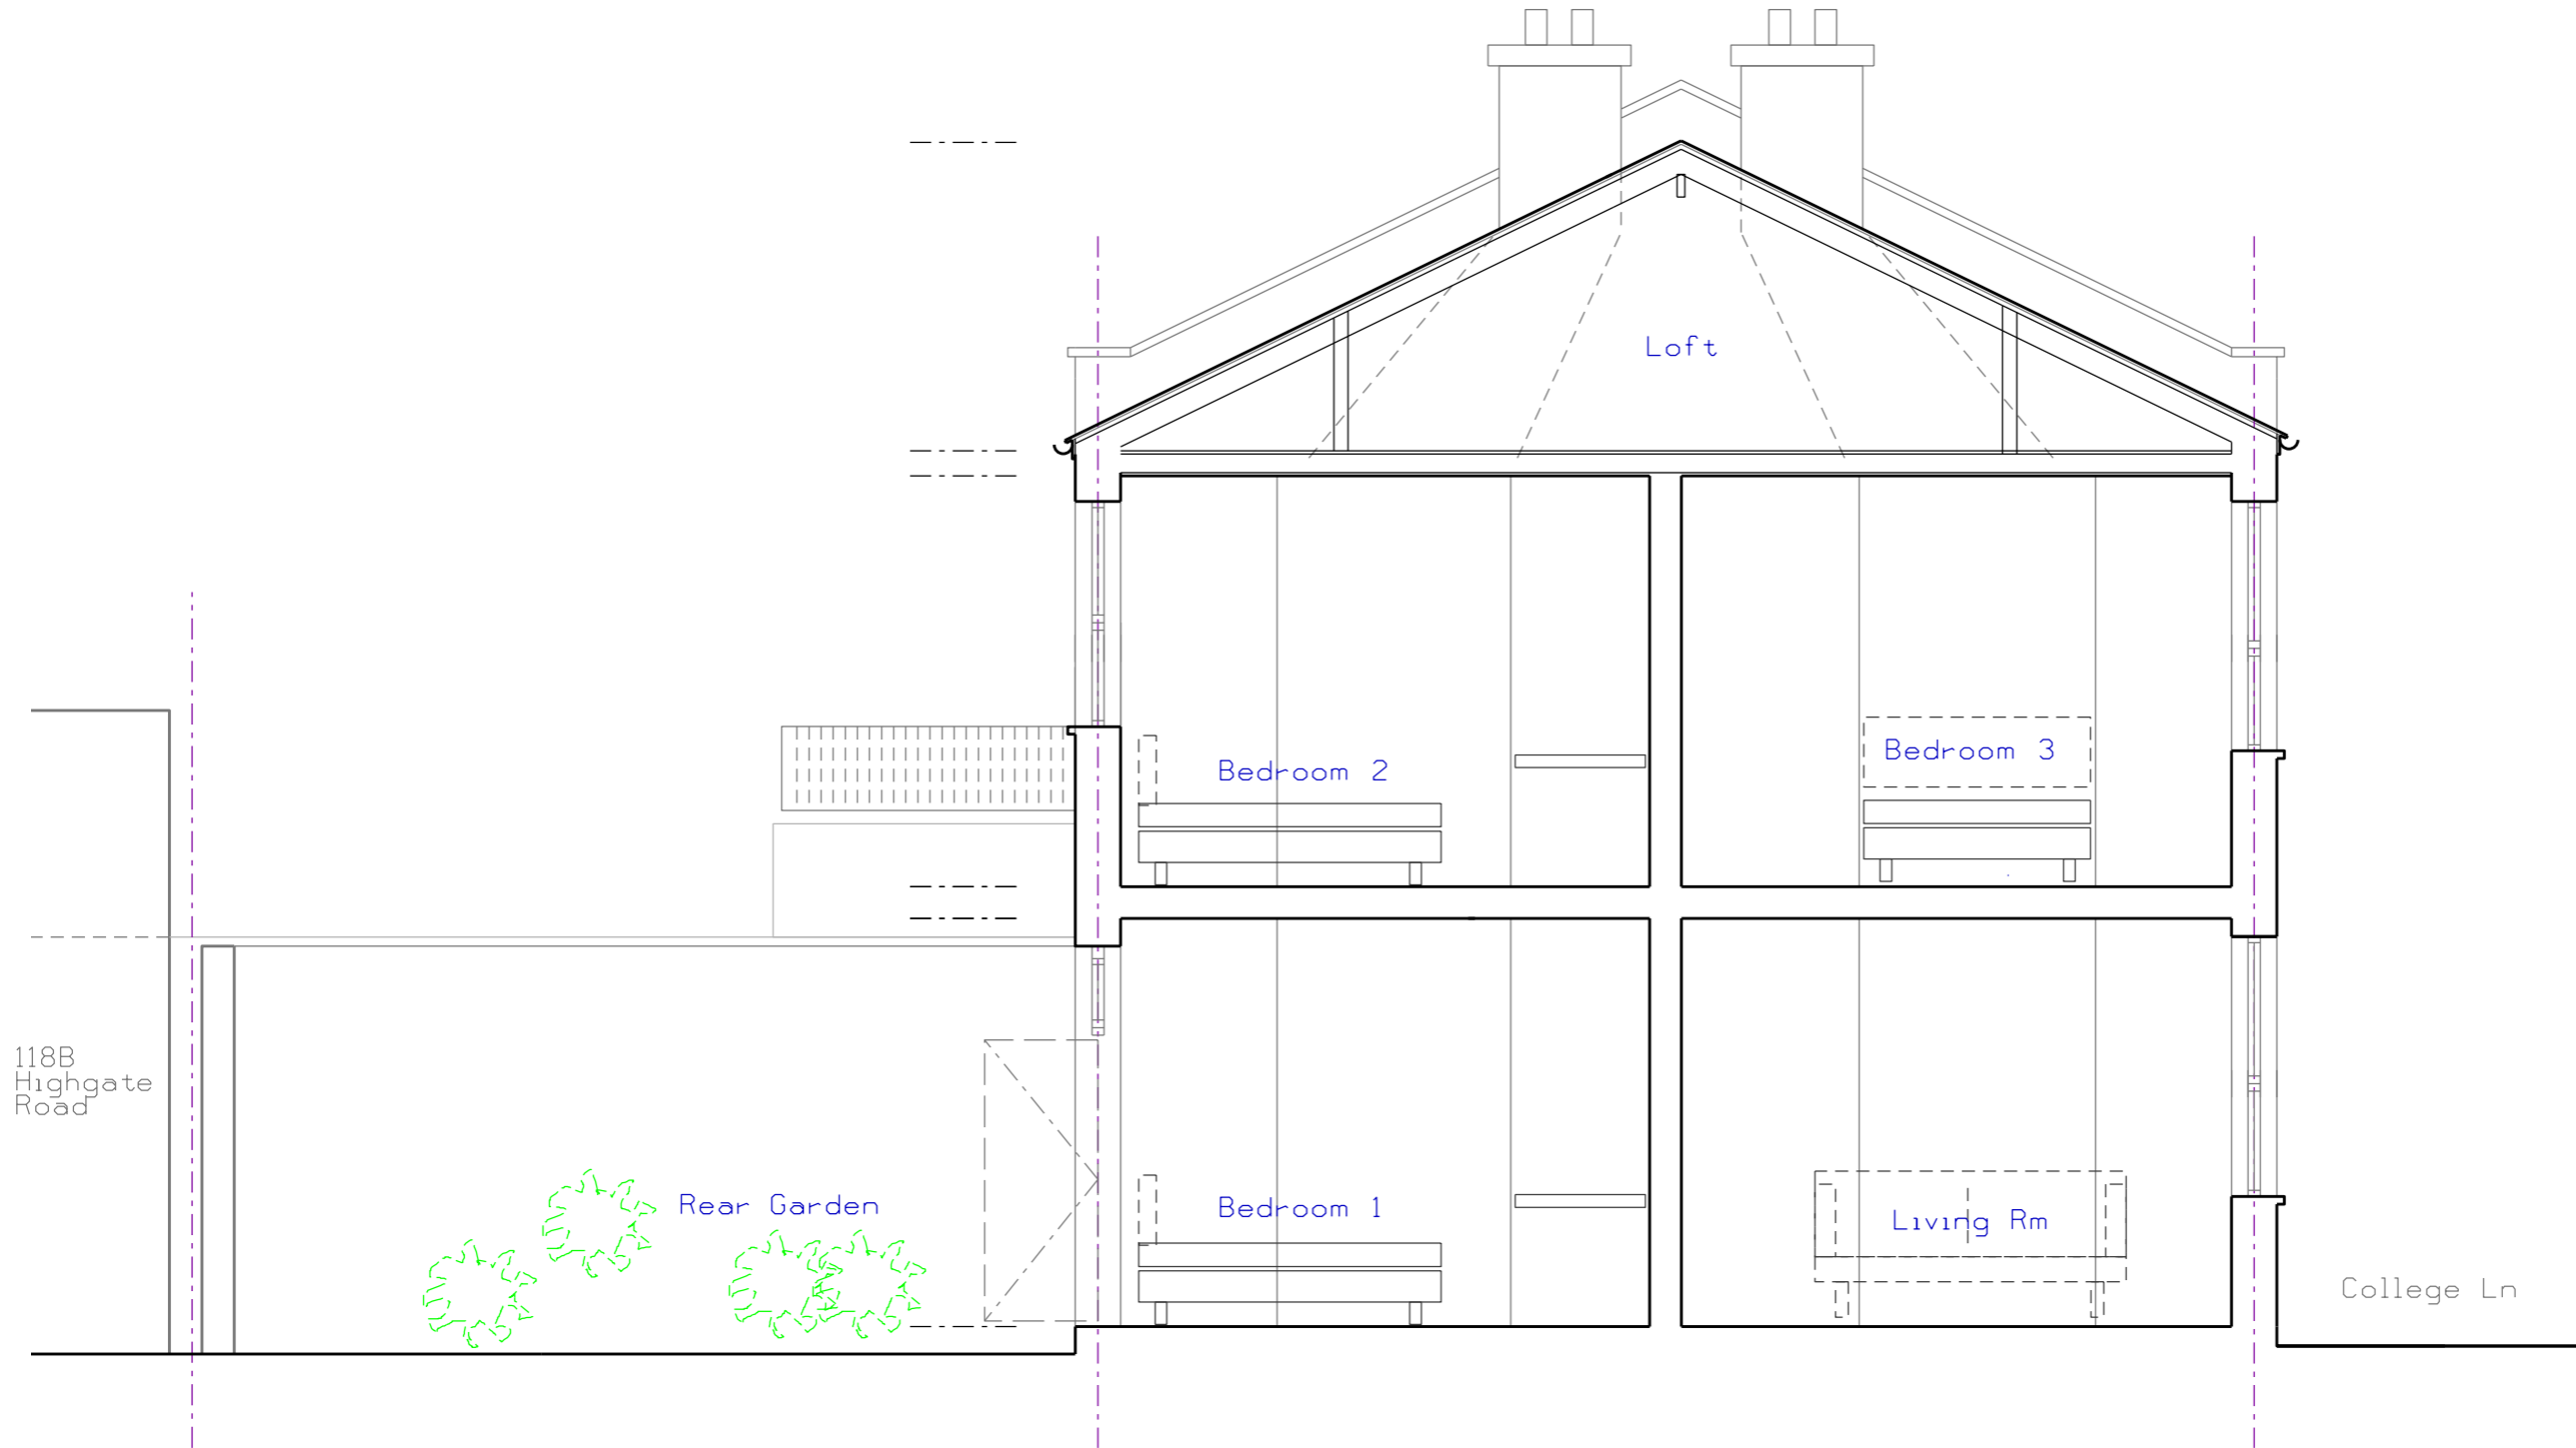 Loft
Bedroom 2
Bedroom 3
118B
Highgate
Road
Rear Garden
Bedroom 1
Living Rm
College Ln